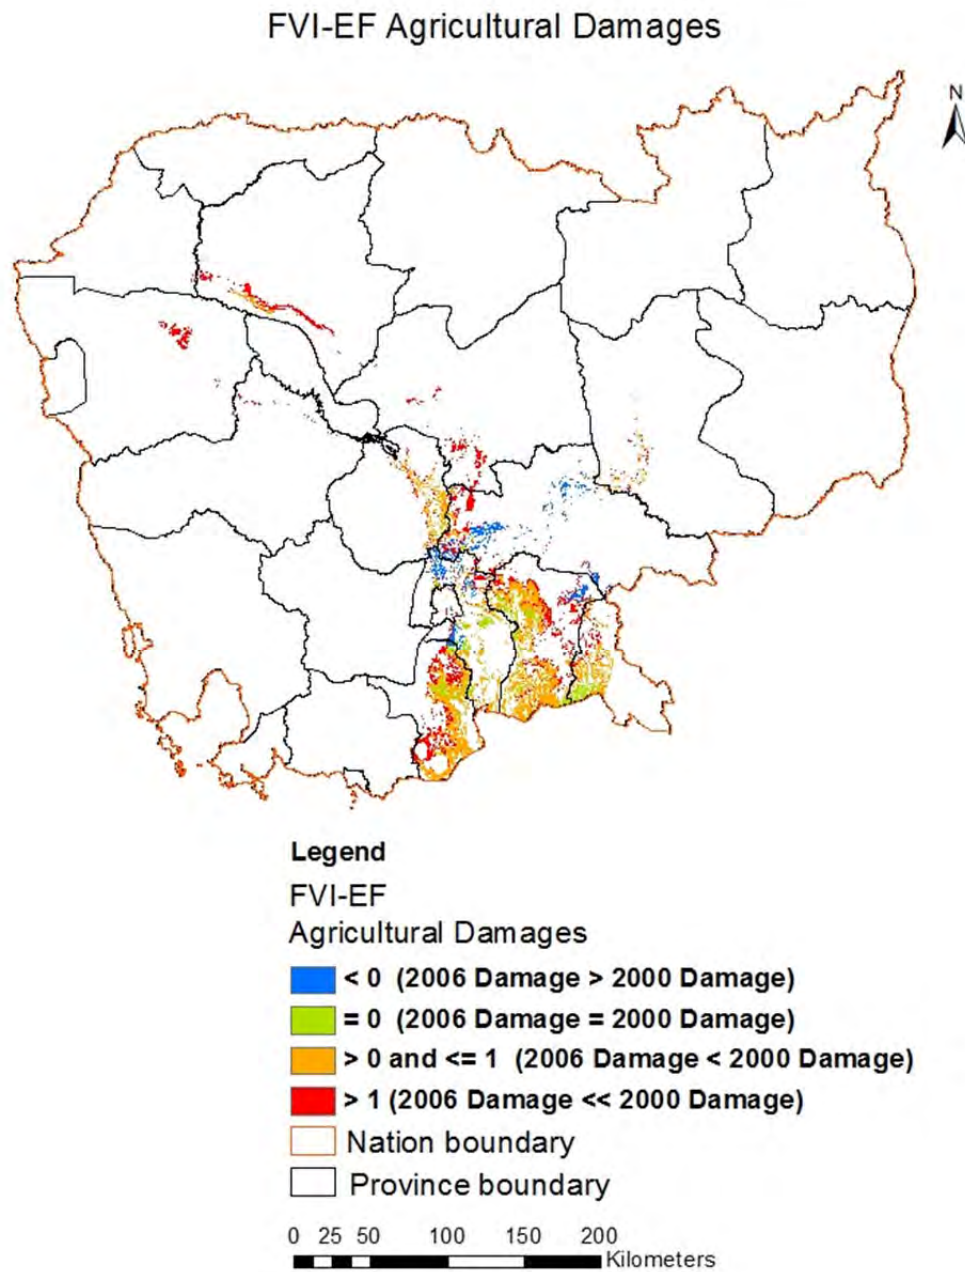 FVI-EF Agricultural Damages
N
Legend
FVI-EF
Agricultural Damages
< 0 (2006 Damage > 2000 Damage)
= 0 (2006 Damage = 2000 Damage)
> 0 and <= 1 (2006 Damage < 2000 Damage)
> 1 (2006 Damage << 2000 Damage)
Nation boundary
Province boundary
0 25 50 100 150 200
Kilometers